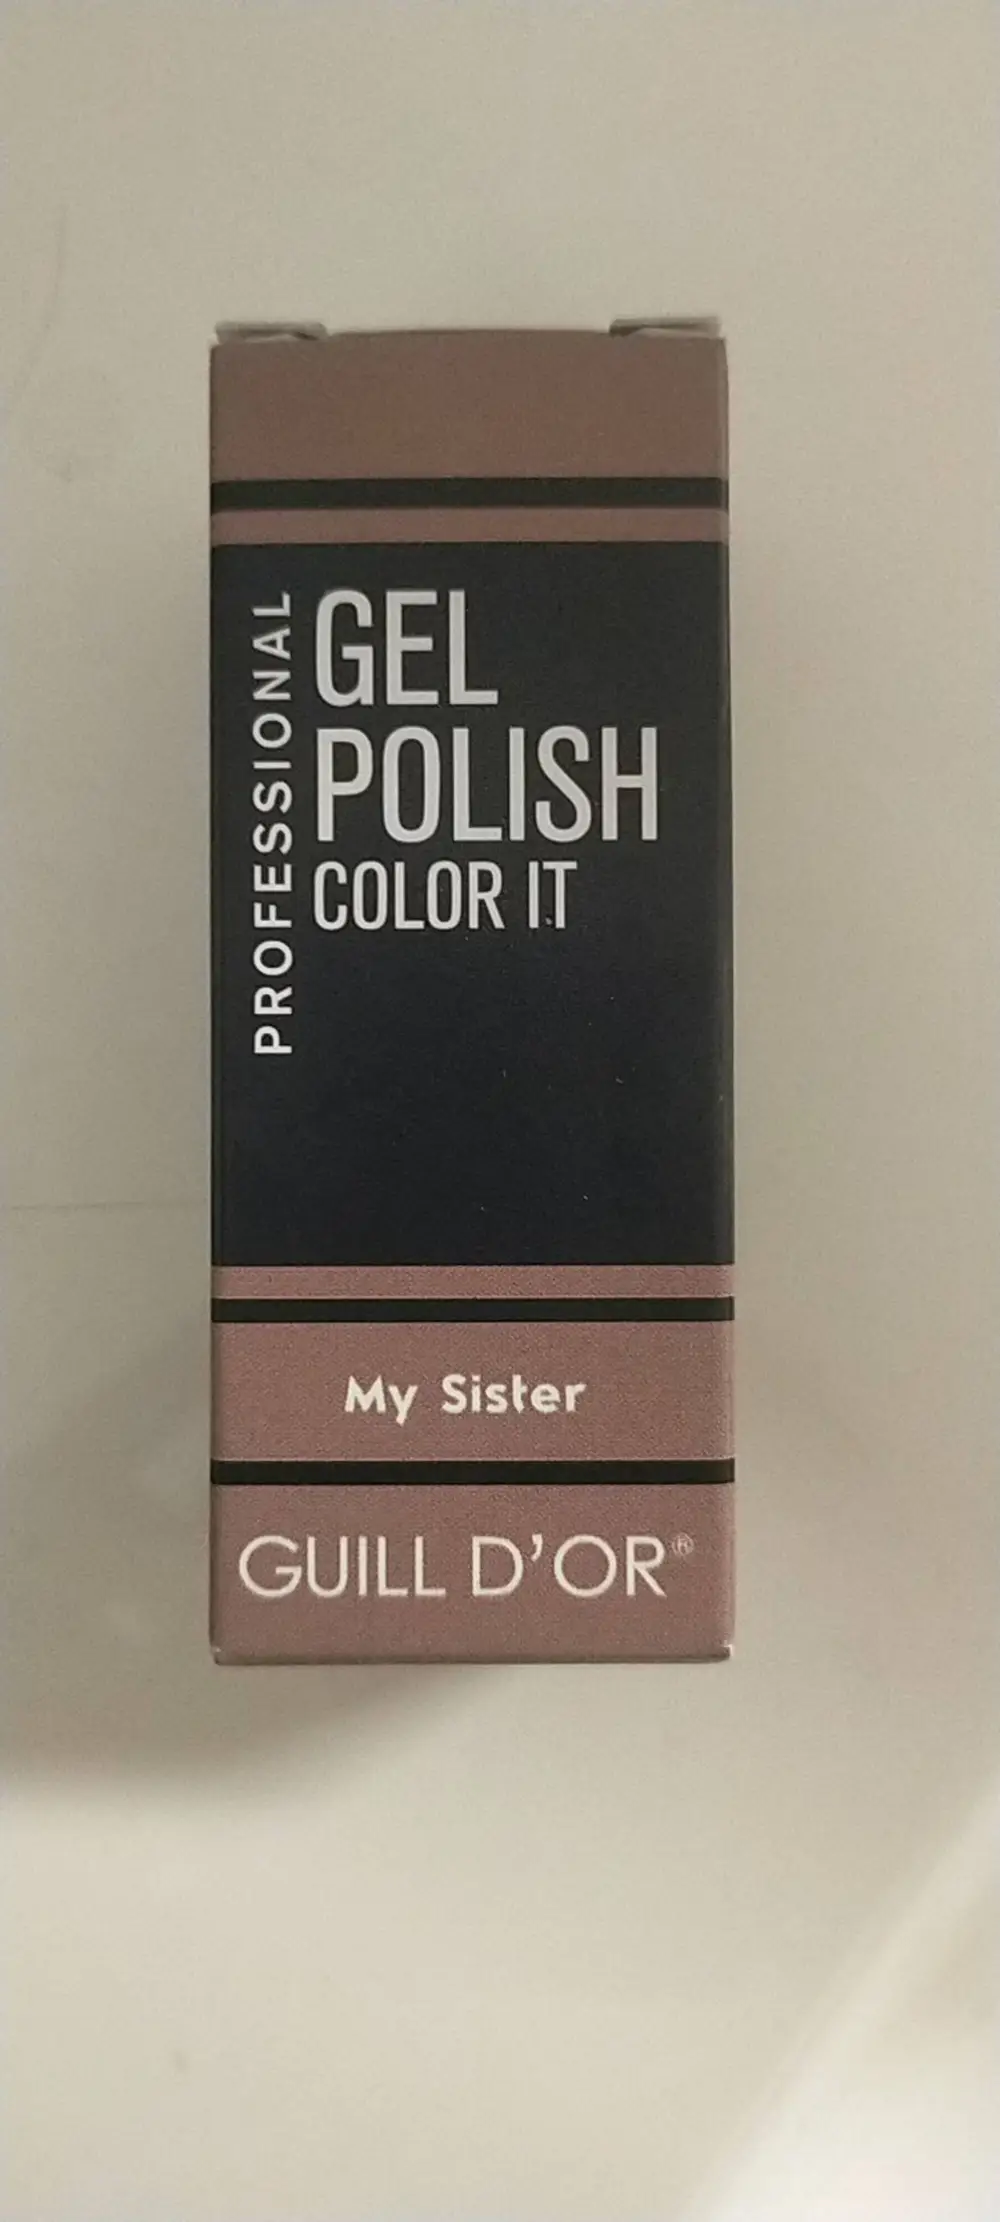 PROFESSIONAL
GEL
POLISH
COLOR IT
My Sister
GUILL D'OR®